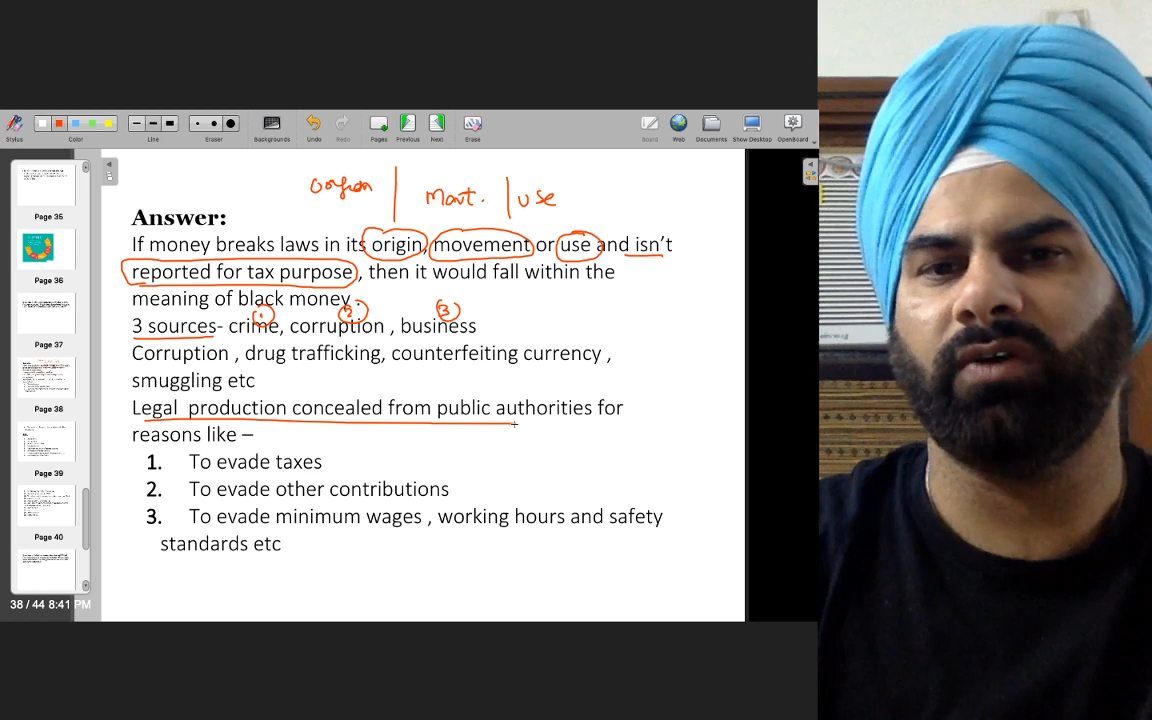 Stylus
Color
Line
Eraser
Backgrounds
Undo
Redo
Pages
Previous
Next
Erase
Board
Web
Documents
Show Desktop
OpenBoard
Page 35
Page 36
Page 37
Page 38
Page 39
Page 40
38 / 44 8:41 PM
use
Answer:
If money breaks laws in its origin, movement or use and isn't
reported for tax purpose , then it would fall within the
meaning of black money .
1 2 3
3 sources- crime, corruption , business
Corruption , drug trafficking, counterfeiting currency ,
smuggling etc
Legal production concealed from public authorities for
reasons like –
1. To evade taxes
2. To evade other contributions
3. To evade minimum wages , working hours and safety
standards etc